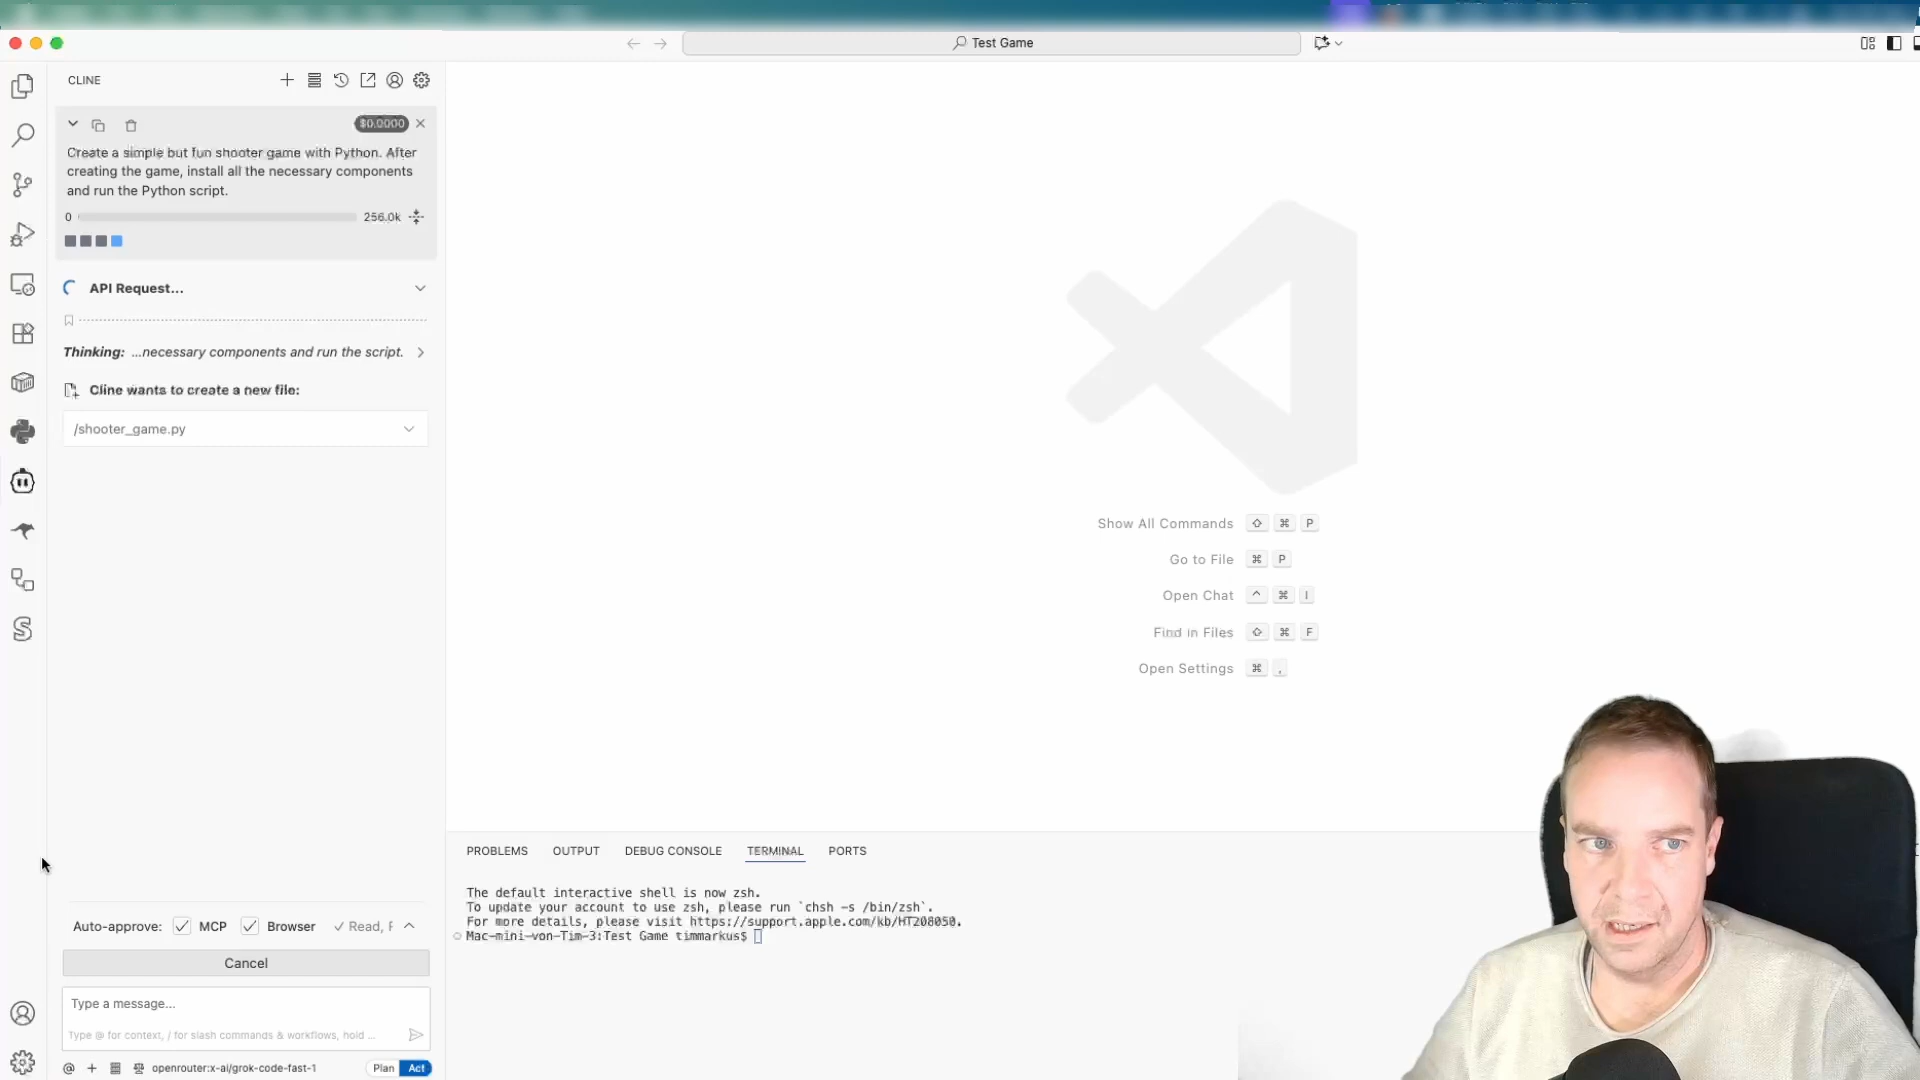 Test Game
CLINE
$0.0000
Create a simple but fun shooter game with Python. After
creating the game, install all the necessary components
and run the Python script.
0 256.0k
API Request...
Thinking: ...necessary components and run the script.
Cline wants to create a new file:
/shooter_game.py
Show All Commands ⇧ ⌘ P
Go to File ⌘ P
Open Chat ^ ⌘ I
Find in Files ⇧ ⌘ F
Open Settings ⌘ ,
PROBLEMS OUTPUT DEBUG CONSOLE TERMINAL PORTS
The default interactive shell is now zsh.
To update your account to use zsh, please run `chsh -s /bin/zsh`.
For more details, please visit https://support.apple.com/kb/HT208050.
Mac-mini-von-Tim-3:Test Game timmarkus$
Auto-approve: MCP Browser Read,
Cancel
Type a message...
Type @ for context, / for slash commands & workflows, hold ...
openrouter:x-ai/grok-code-fast-1 Plan Act